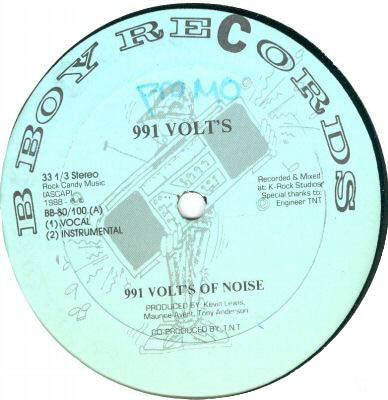 B BOY RECORDS
PROMO
991 VOLT'S
33 1/3 Stereo
Rock Candy Music
(ASCAP)
1988 - ℗ ©
BB-80/100 (A)
(1) VOCAL
(2) INSTRUMENTAL
Recorded & Mixed
at: K-Rock Studios
Special thanks to:
Engineer TNT
991 VOLT'S OF NOISE
PRODUCED BY: Kevin Lewis,
Maurice Avent, Tony Anderson
CO-PRODUCED BY: T.N.T